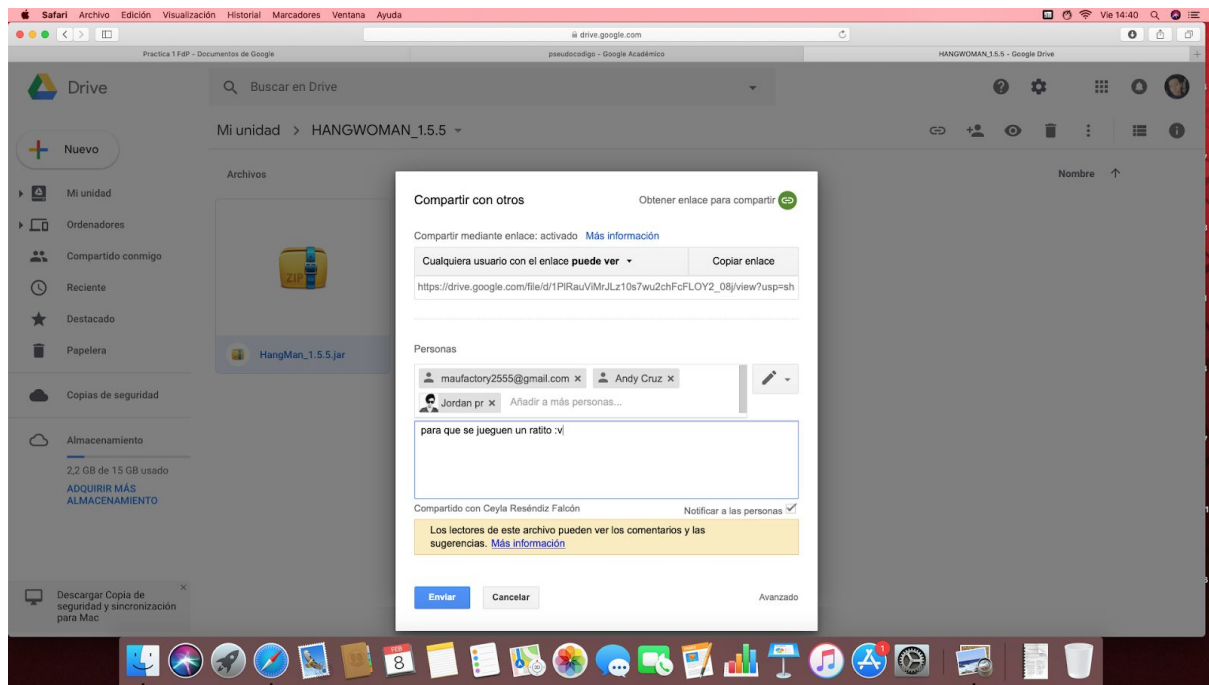 Safari Archivo Edición Visualización Historial Marcadores Ventana Ayuda
Vie 14:40
drive.google.com
Practica 1 FdP – Documentos de Google
pseudocodigo - Google Académico
HANGWOMAN_1.5.5 - Google Drive
Drive
Buscar en Drive
Mi unidad > HANGWOMAN_1.5.5
Nuevo
Archivos
Nombre
Mi unidad
Ordenadores
Compartido conmigo
Reciente
Destacado
Papelera
Copias de seguridad
Almacenamiento
2,2 GB de 15 GB usado
ADQUIRIR MÁS
ALMACENAMIENTO
Descargar Copia de
seguridad y sincronización
para Mac
ZIP
HangMan_1.5.5.jar
Compartir con otros
Obtener enlace para compartir
Compartir mediante enlace: activado Más información
Cualquiera usuario con el enlace puede ver
Copiar enlace
https://drive.google.com/file/d/1PlRauViMrJLz10s7wu2chFcFLOY2_08j/view?usp=sh
Personas
maufactory2555@gmail.com × Andy Cruz ×
Jordan pr × Añadir a más personas...
para que se jueguen un ratito :v
Compartido con Ceyla Reséndiz Falcón
Notificar a las personas
Los lectores de este archivo pueden ver los comentarios y las
sugerencias. Más información
Enviar
Cancelar
Avanzado
FEB
8
1